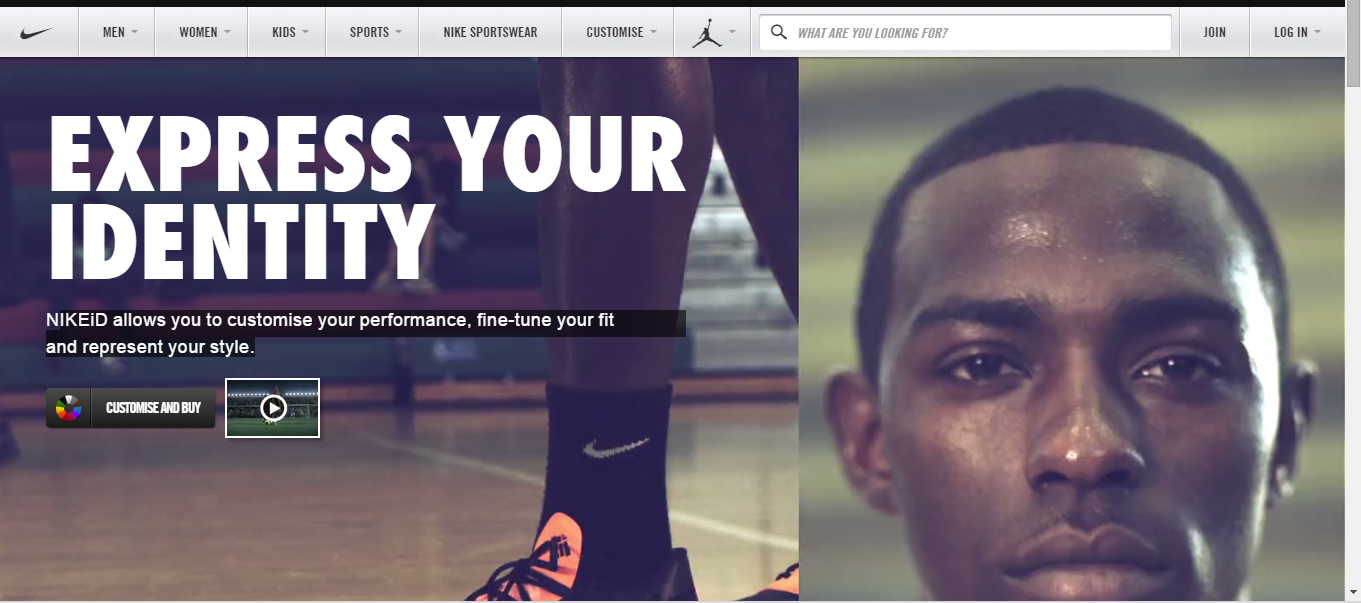 MEN
WOMEN
KIDS
SPORTS
NIKE SPORTSWEAR
CUSTOMISE
WHAT ARE YOU LOOKING FOR?
JOIN
LOG IN
EXPRESS YOUR
IDENTITY
NIKEiD allows you to customise your performance, fine-tune your fit
and represent your style.
CUSTOMISE AND BUY